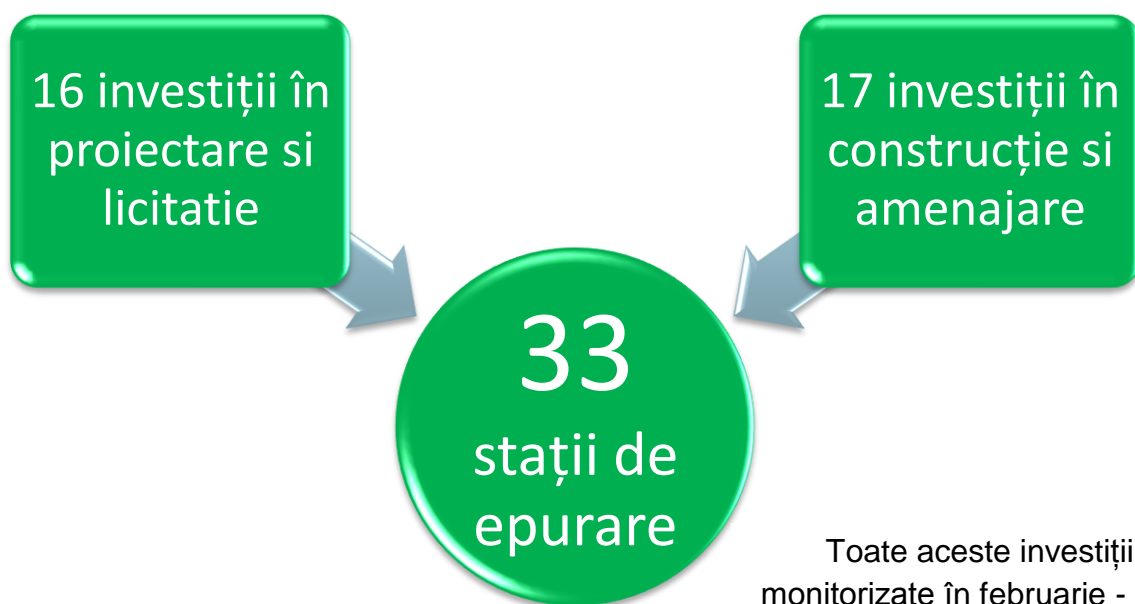 16 investiții în
proiectare si
licitatie
17 investiții în
construcție si
amenajare
33
stații de
epurare
Toate aceste investiții
monitorizate în februarie -